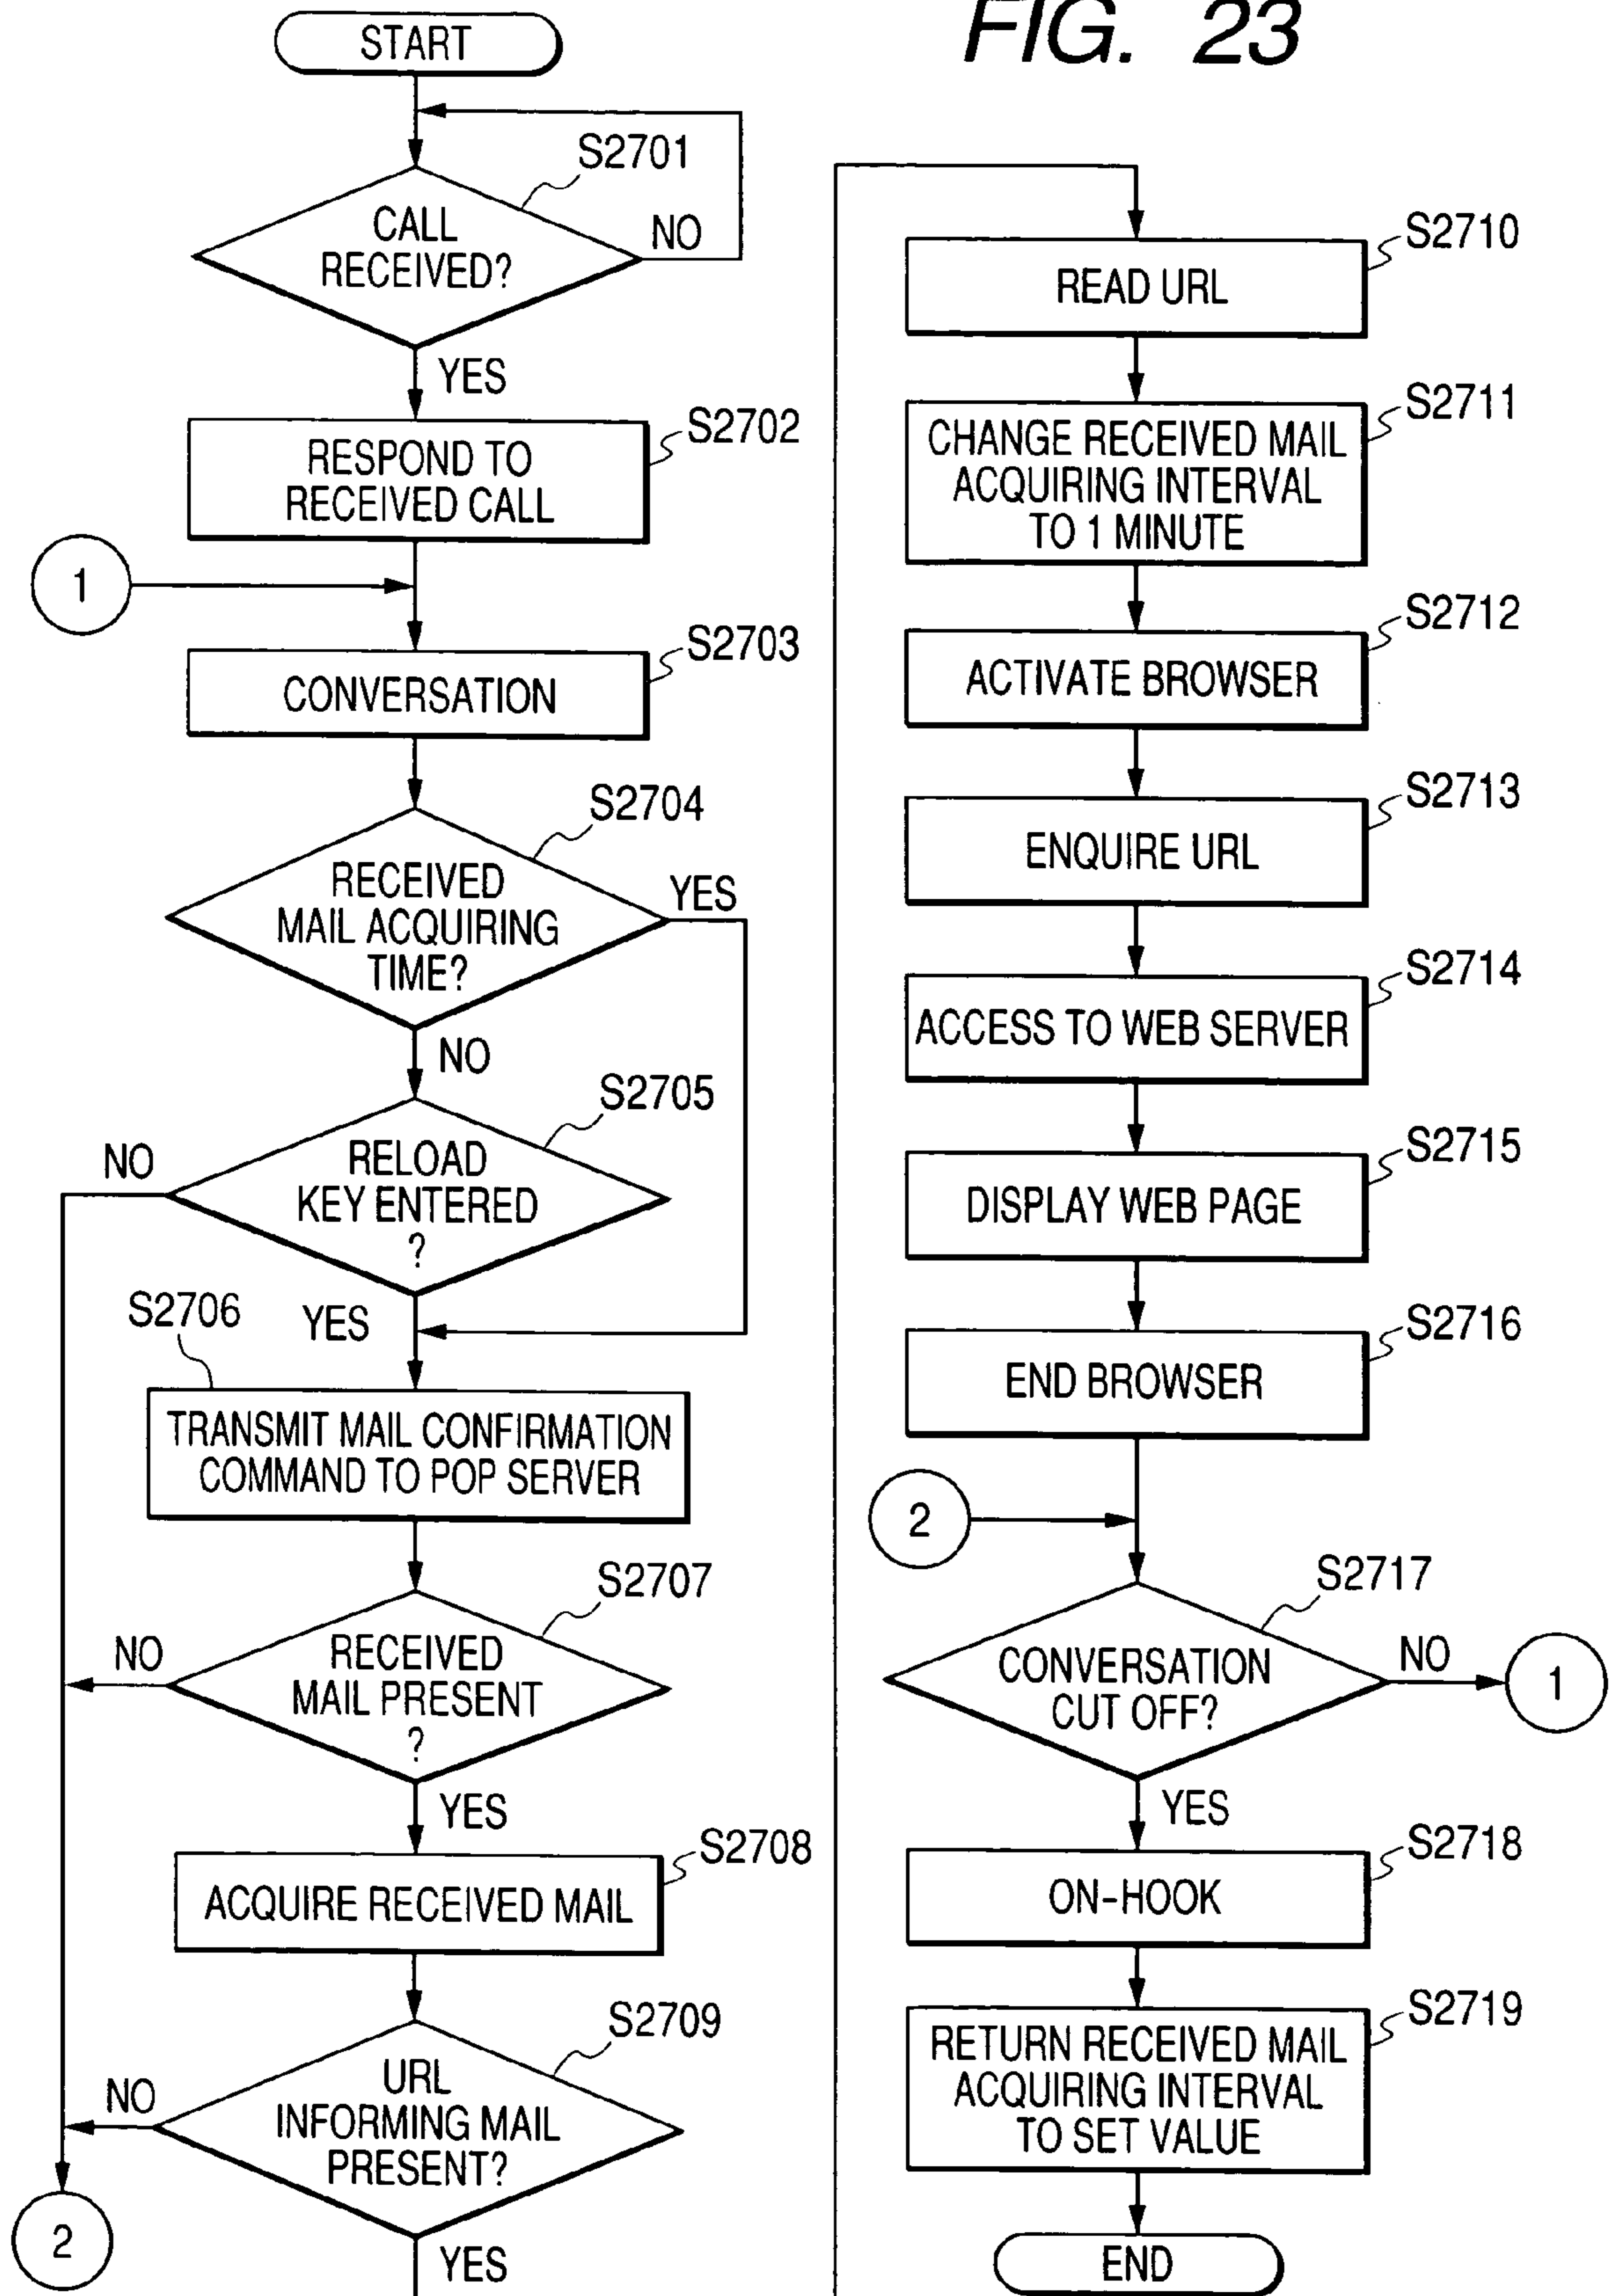 FIG. 23
START
S2701
CALL
RECEIVED?
NO
YES
S2702
RESPOND TO
RECEIVED CALL
1
S2703
CONVERSATION
S2704
RECEIVED
MAIL ACQUIRING
TIME?
YES
NO
S2705
RELOAD
KEY ENTERED
?
NO
YES
S2706
TRANSMIT MAIL CONFIRMATION
COMMAND TO POP SERVER
S2707
RECEIVED
MAIL PRESENT
?
NO
YES
S2708
ACQUIRE RECEIVED MAIL
S2709
URL
INFORMING MAIL
PRESENT?
NO
2
YES
S2710
READ URL
S2711
CHANGE RECEIVED MAIL
ACQUIRING INTERVAL
TO 1 MINUTE
S2712
ACTIVATE BROWSER
S2713
ENQUIRE URL
S2714
ACCESS TO WEB SERVER
S2715
DISPLAY WEB PAGE
S2716
END BROWSER
2
S2717
CONVERSATION
CUT OFF?
NO
1
YES
S2718
ON-HOOK
S2719
RETURN RECEIVED MAIL
ACQUIRING INTERVAL
TO SET VALUE
END